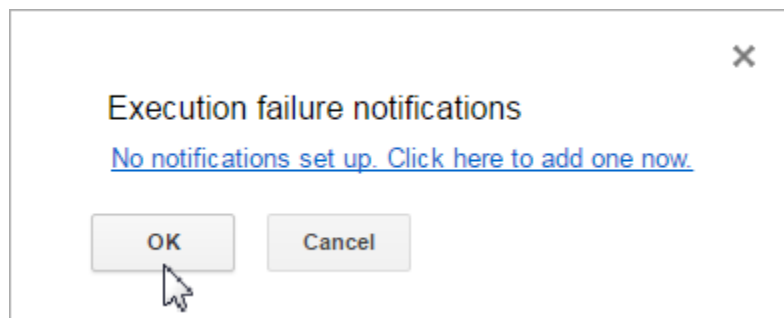 Execution failure notifications
No notifications set up. Click here to add one now.
OK Cancel